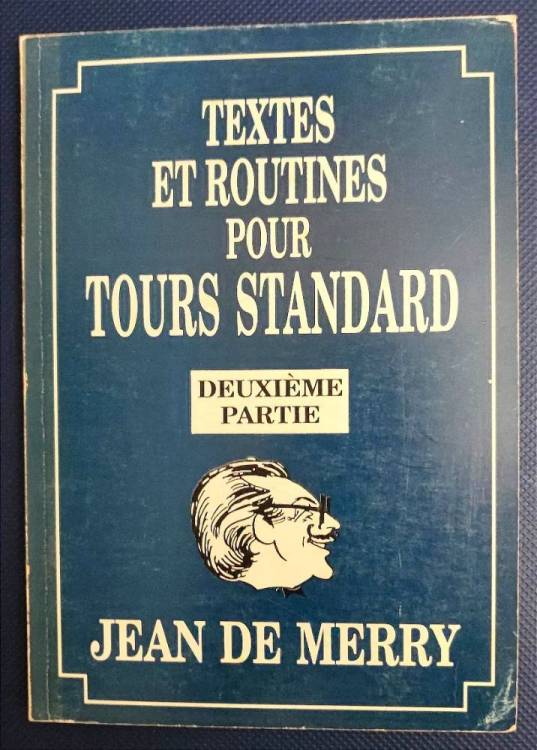 TEXTES
ET ROUTINES
POUR
TOURS STANDARD
DEUXIÈME
PARTIE
JEAN DE MERRY